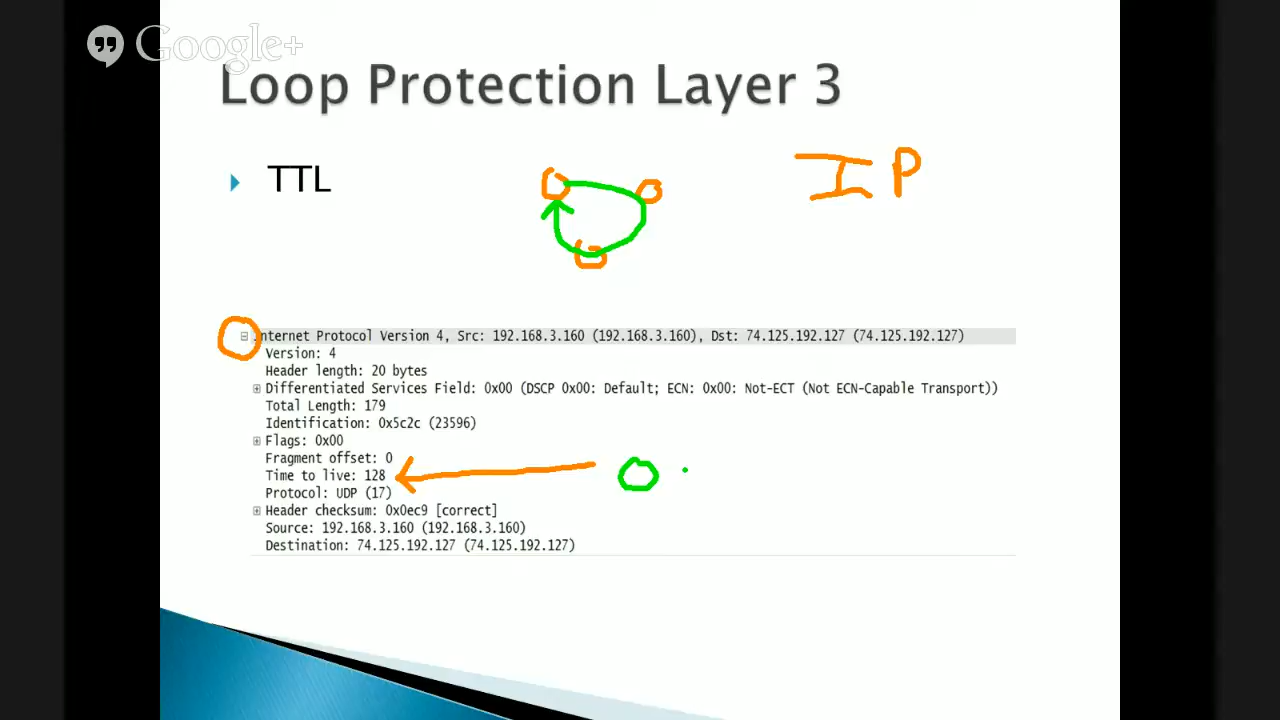 Google+
Loop Protection Layer 3
TTL
IP
Internet Protocol Version 4, Src: 192.168.3.160 (192.168.3.160), Dst: 74.125.192.127 (74.125.192.127)
Version: 4
Header length: 20 bytes
Differentiated Services Field: 0x00 (DSCP 0x00: Default; ECN: 0x00: Not-ECT (Not ECN-Capable Transport))
Total Length: 179
Identification: 0x5c2c (23596)
Flags: 0x00
Fragment offset: 0
Time to live: 128
Protocol: UDP (17)
Header checksum: 0x0ec9 [correct]
Source: 192.168.3.160 (192.168.3.160)
Destination: 74.125.192.127 (74.125.192.127)